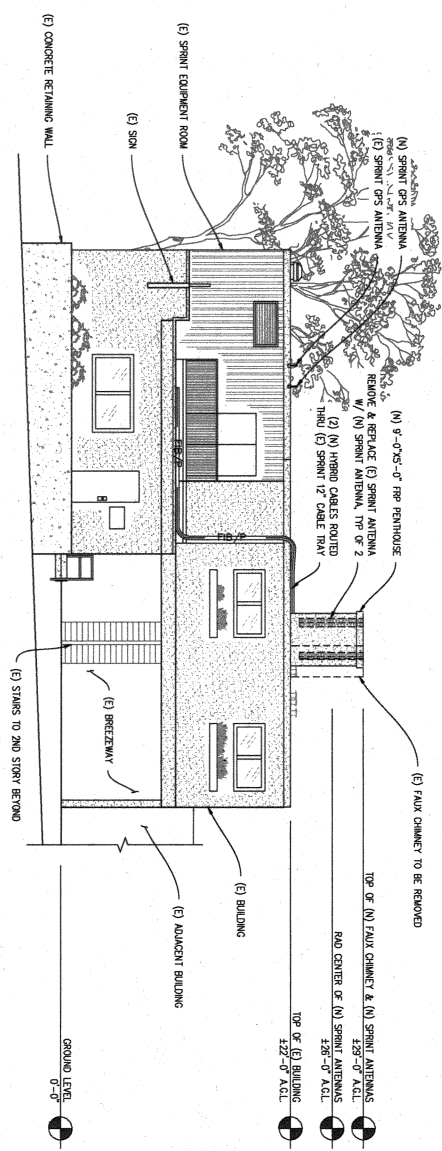 (N) SPRINT GPS ANTENNA
(E) SPRINT GPS ANTENNA
(E) SPRINT EQUIPMENT ROOM
(E) SIGN
(E) CONCRETE RETAINING WALL
(N) 9'-0"X5'-0" FRP PENTHOUSE
REMOVE & REPLACE (E) SPRINT ANTENNA
W/ (N) SPRINT ANTENNA, TYP OF 2
(2) (N) HYBRID CABLES ROUTED
THRU (E) SPRINT 12" CABLE TRAY
FIB/P
FIB/P
(E) FAUX CHIMNEY TO BE REMOVED
(E) BUILDING
(E) ADJACENT BUILDING
(E) BREEZEWAY
(E) STAIRS TO 2ND STORY BEYOND
TOP OF (N) FAUX CHIMNEY & (N) SPRINT ANTENNAS
±29'-0" A.G.L.
RAD CENTER OF (N) SPRINT ANTENNAS
±26'-0" A.G.L.
TOP OF (E) BUILDING
±22'-0" A.G.L.
GROUND LEVEL
0'-0"